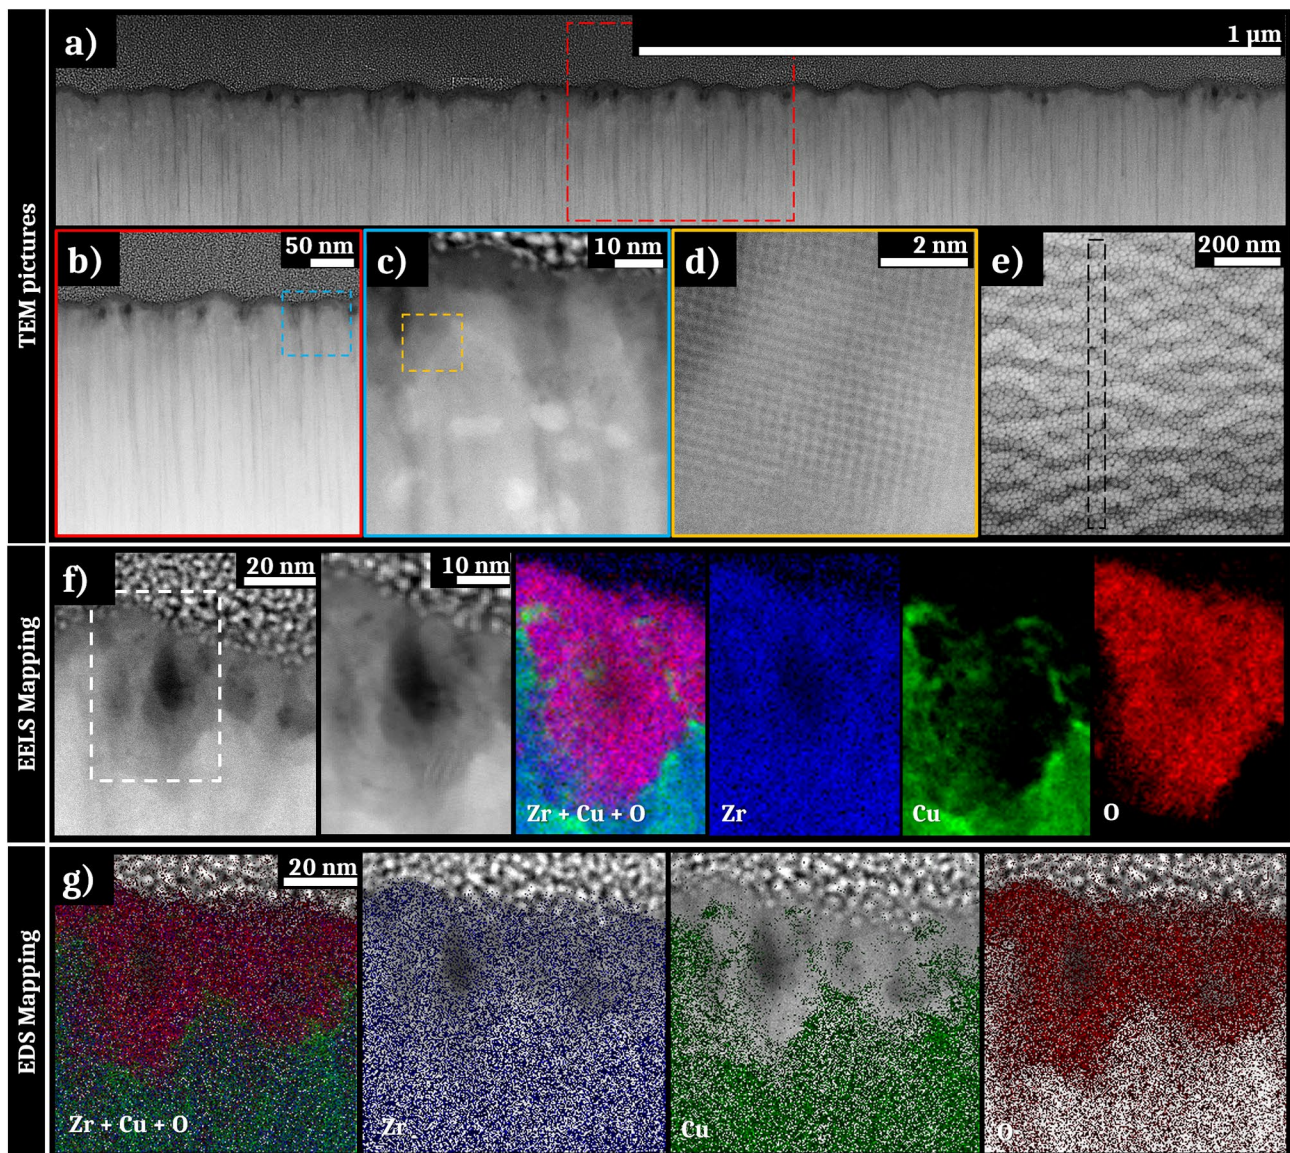 TEM pictures
a)
1 µm
b)
50 nm
c)
10 nm
d)
2 nm
e)
200 nm
EELS Mapping
f)
20 nm
10 nm
Zr + Cu + O
Zr
Cu
O
EDS Mapping
g)
20 nm
Zr + Cu + O
Zr
Cu
O